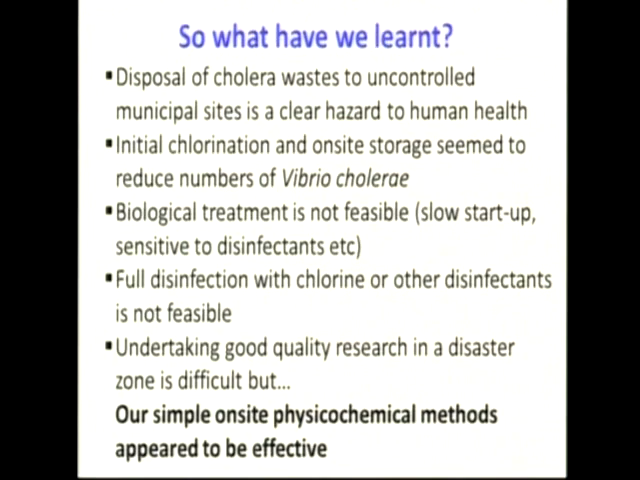 So what have we learnt?
▪Disposal of cholera wastes to uncontrolled
municipal sites is a clear hazard to human health
▪Initial chlorination and onsite storage seemed to
reduce numbers of Vibrio cholerae
▪Biological treatment is not feasible (slow start-up,
sensitive to disinfectants etc)
▪Full disinfection with chlorine or other disinfectants
is not feasible
▪Undertaking good quality research in a disaster
zone is difficult but...
Our simple onsite physicochemical methods
appeared to be effective